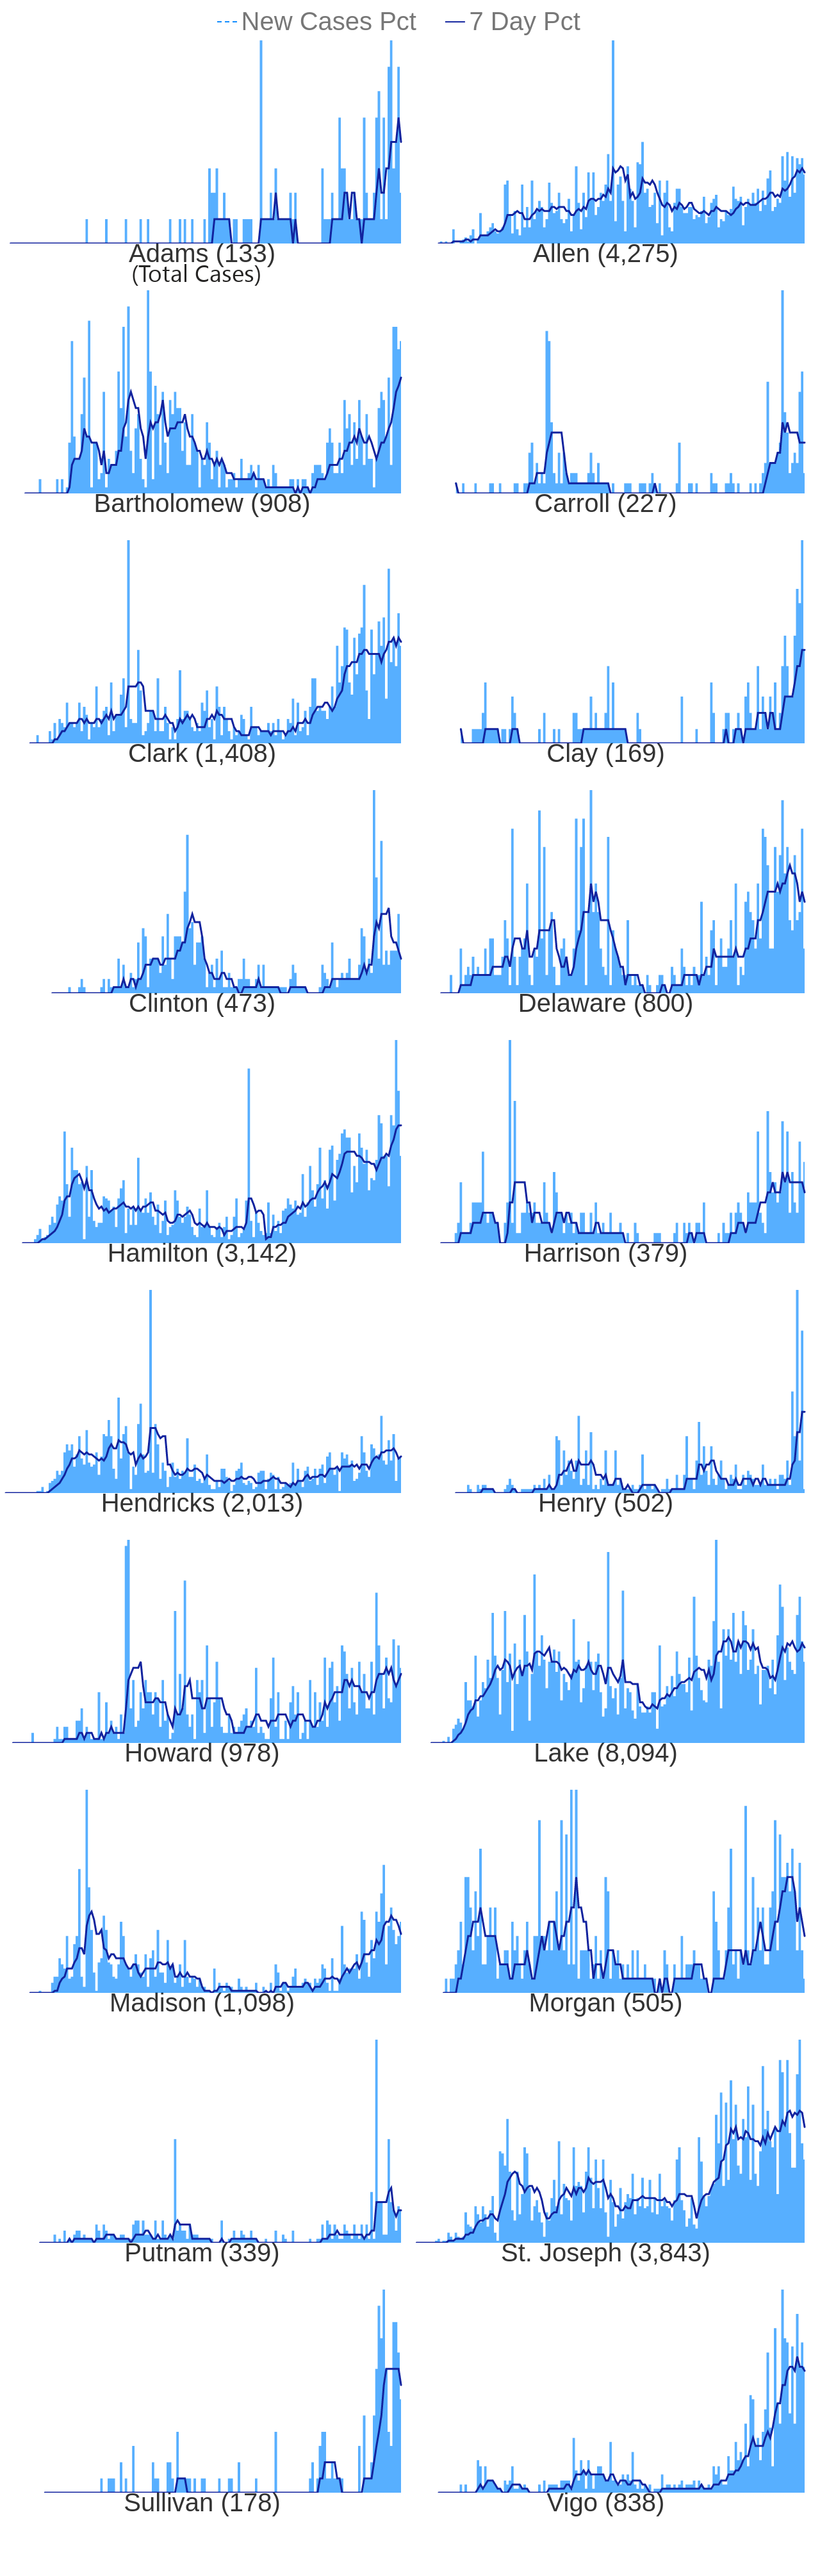 New Cases Pct 7 Day Pct
Adams (133) Allen (4,275)
(Total Cases)
Bartholomew (908) Carroll (227)
Clark (1,408) Clay (169)
Clinton (473) Delaware (800)
Hamilton (3,142) Harrison (379)
Hendricks (2,013) Henry (502)
Howard (978) Lake (8,094)
Madison (1,098) Morgan (505)
Putnam (339) St. Joseph (3,843)
Sullivan (178) Vigo (838)